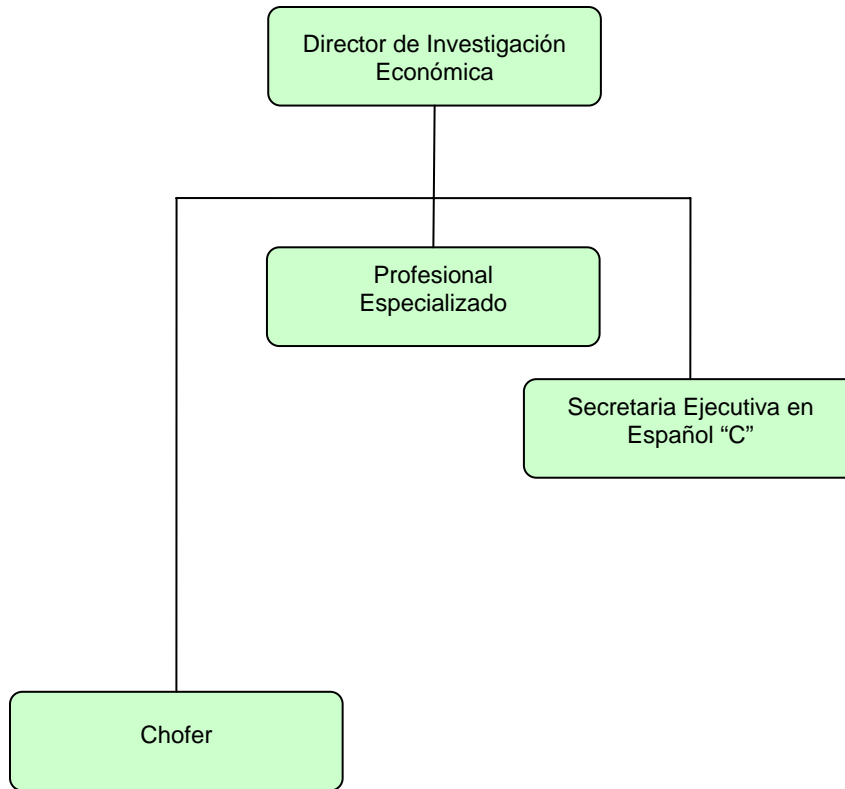 Director de Investigación
Económica
Profesional
Especializado
Secretaria Ejecutiva en
Español “C”
Chofer